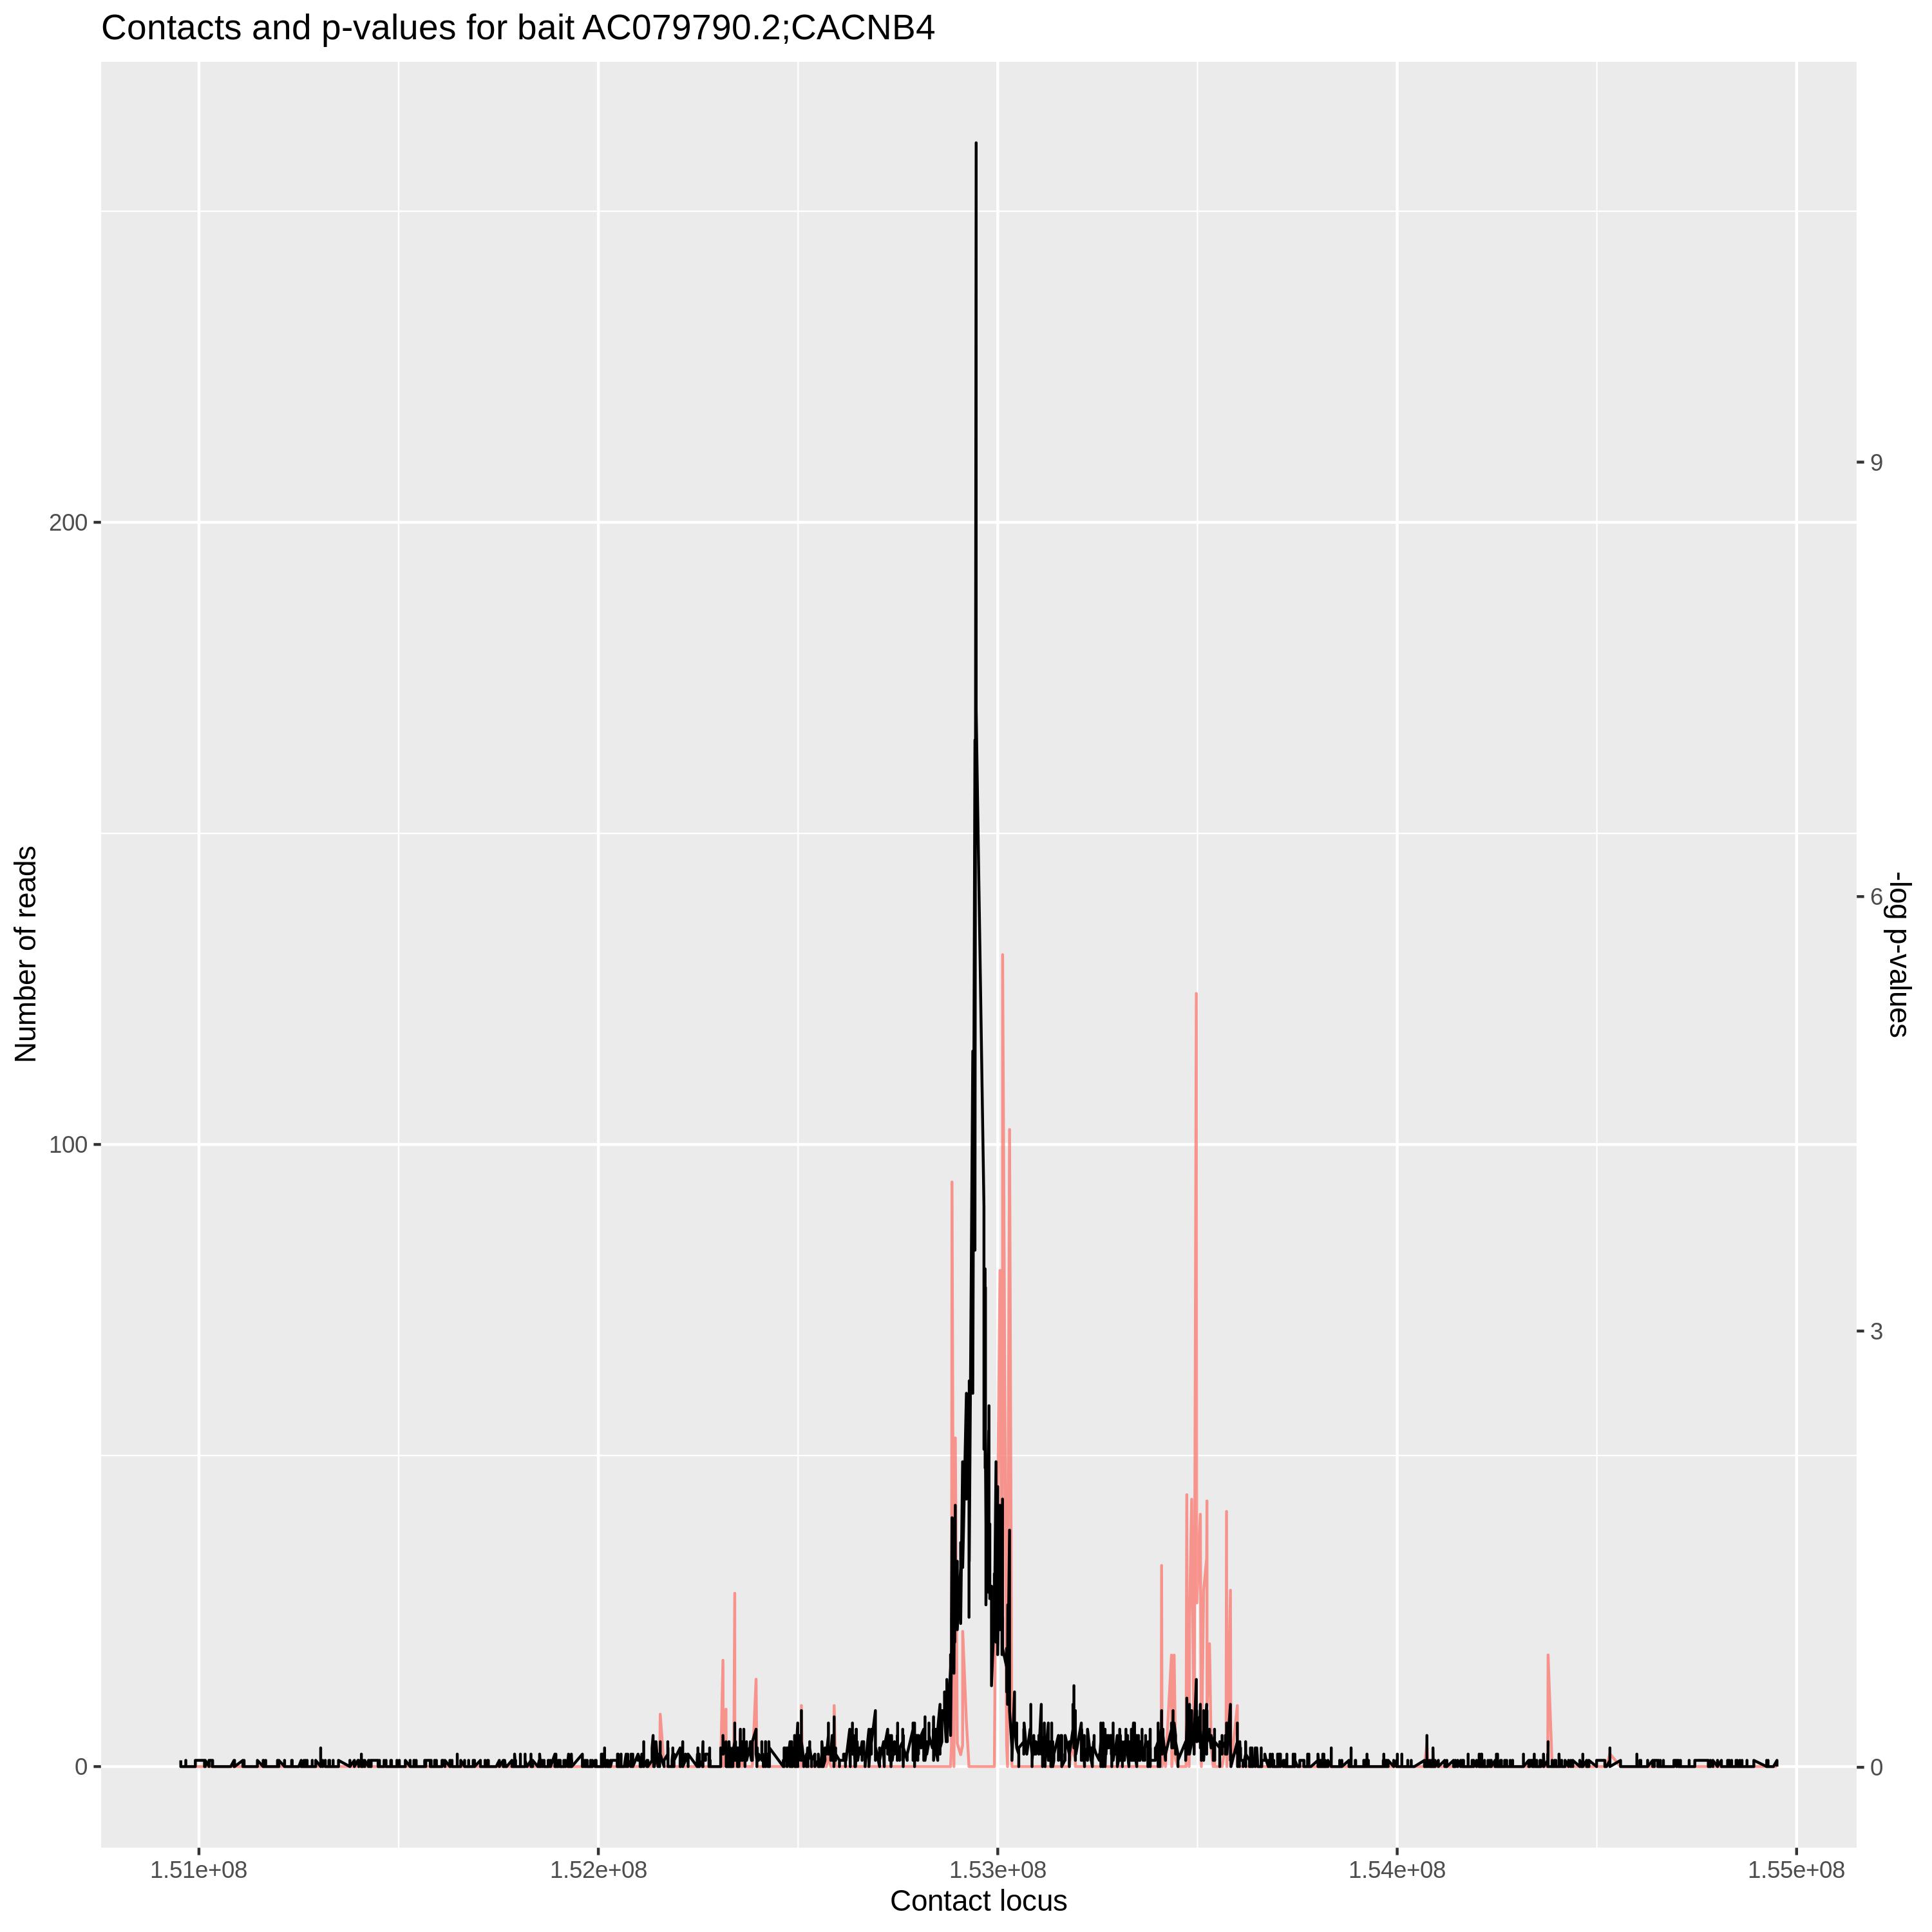 Contacts and p-values for bait AC079790.2;CACNB4
Number of reads
200
100
0
9
6
3
0
-log p-values
1.51e+08
1.52e+08
1.53e+08
1.54e+08
1.55e+08
Contact locus